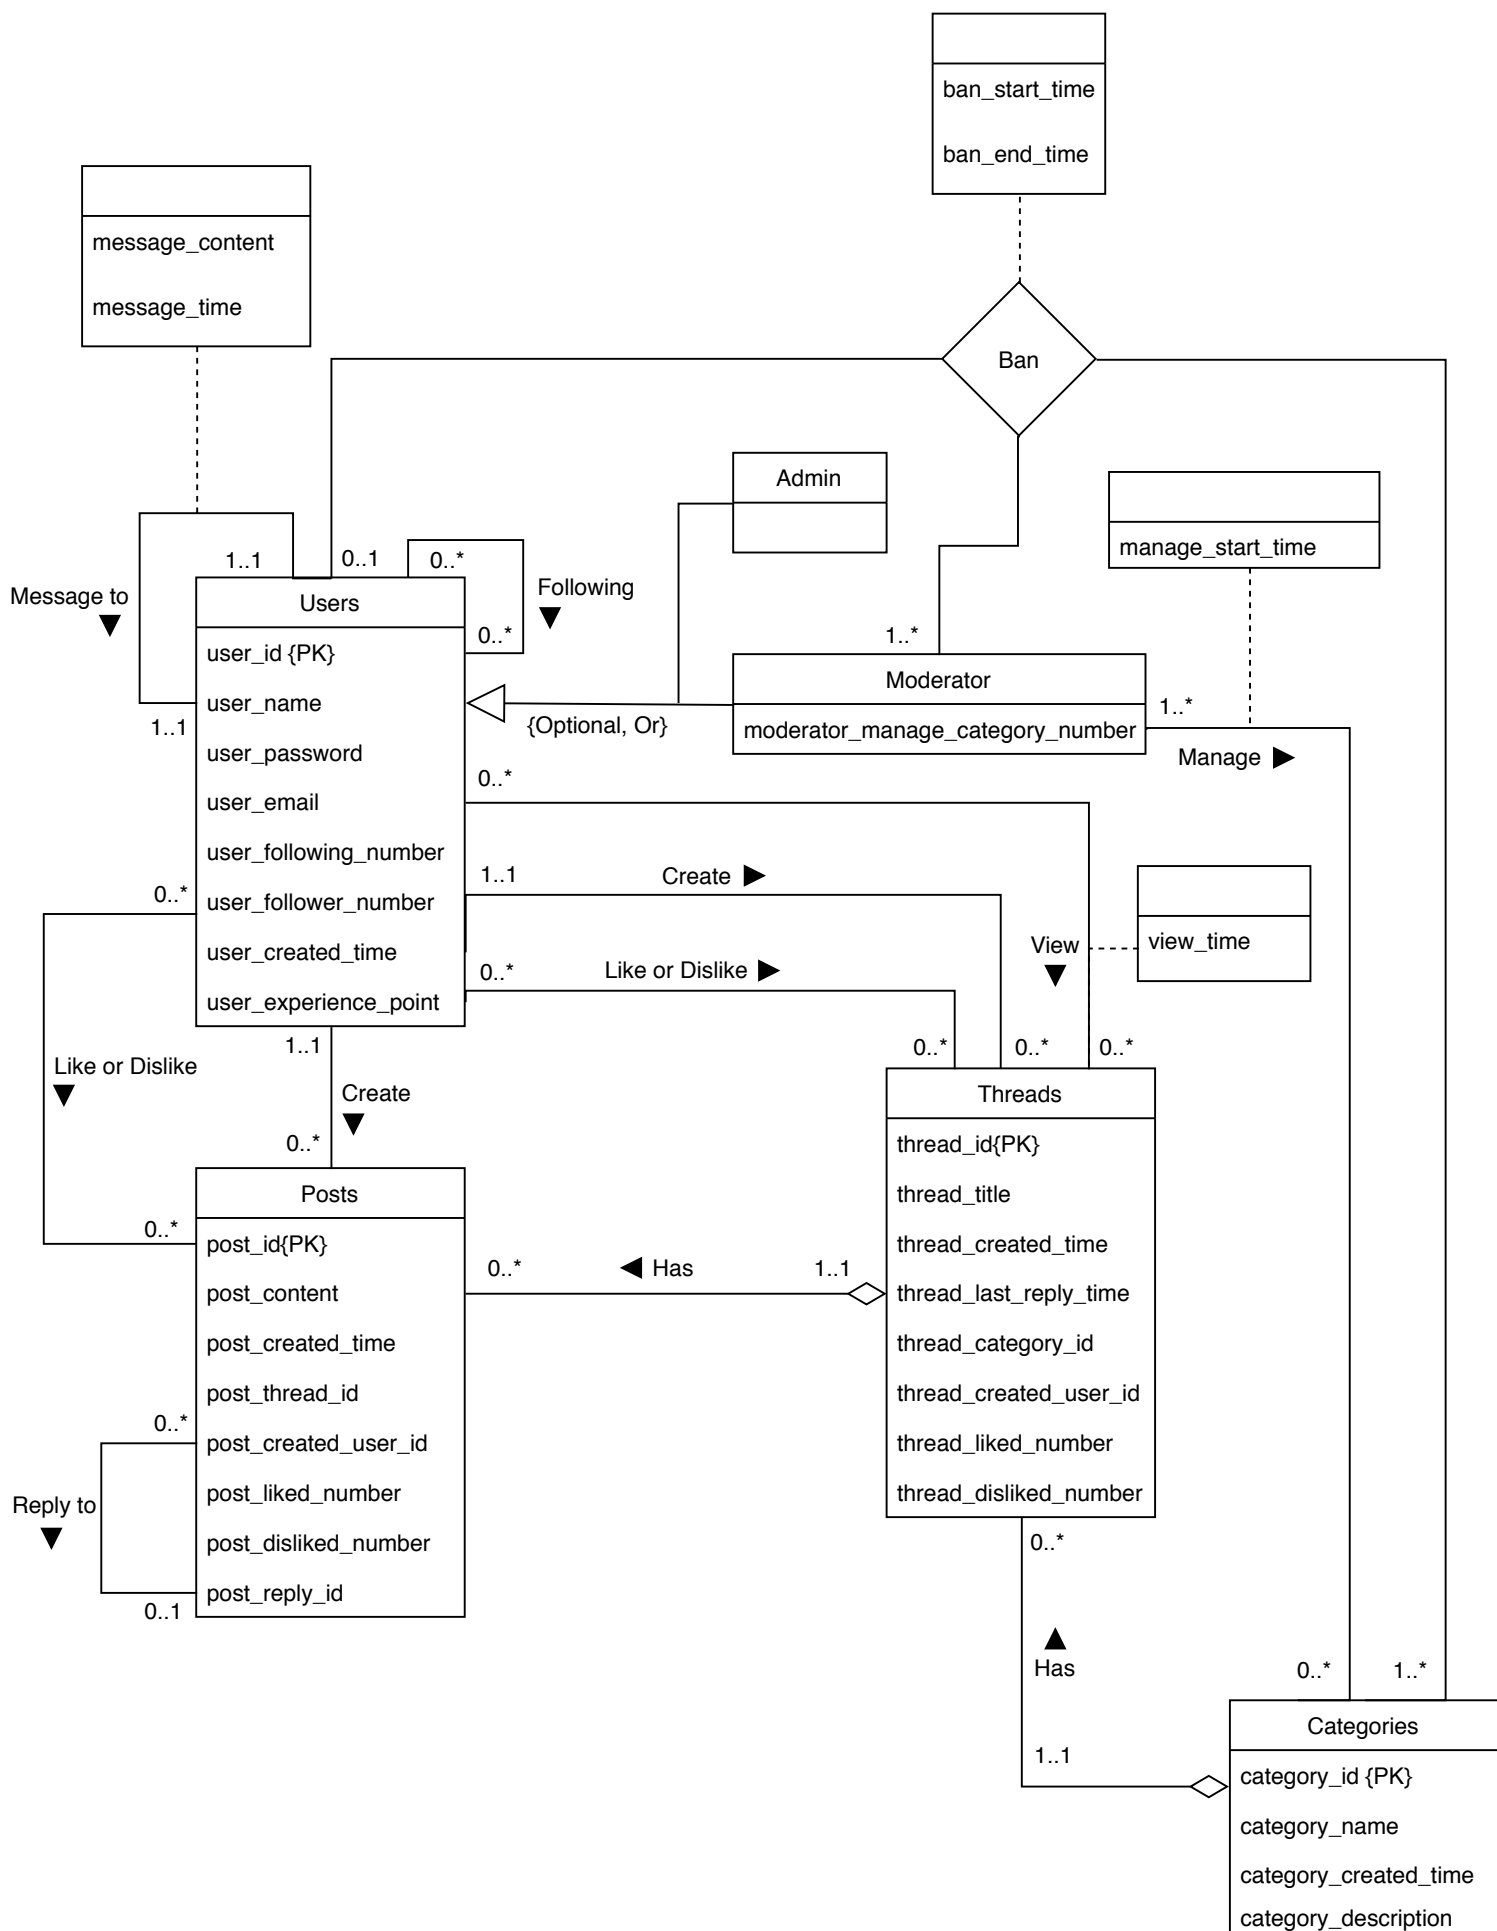 ban_start_time
ban_end_time
message_content
message_time
Ban
Admin
manage_start_time
1..1
0..1
0..*
Following
Message to
Users
0..*
1..*
user_id {PK}
Moderator
user_name
1..1
{Optional, Or}
moderator_manage_category_number
1..*
Manage
user_password
0..*
user_email
user_following_number
1..1
Create
0..*
user_follower_number
View
view_time
user_created_time
0..*
Like or Dislike
user_experience_point
1..1
0..*
0..*
0..*
Like or Dislike
Create
Threads
0..*
thread_id{PK}
Posts
thread_title
0..*
post_id{PK}
thread_created_time
0..*
Has
1..1
post_content
thread_last_reply_time
post_created_time
thread_category_id
post_thread_id
thread_created_user_id
0..*
post_created_user_id
thread_liked_number
Reply to
post_liked_number
thread_disliked_number
post_disliked_number
0..*
post_reply_id
0..1
Has
0..*
1..*
Categories
1..1
category_id {PK}
category_name
category_created_time
category_description